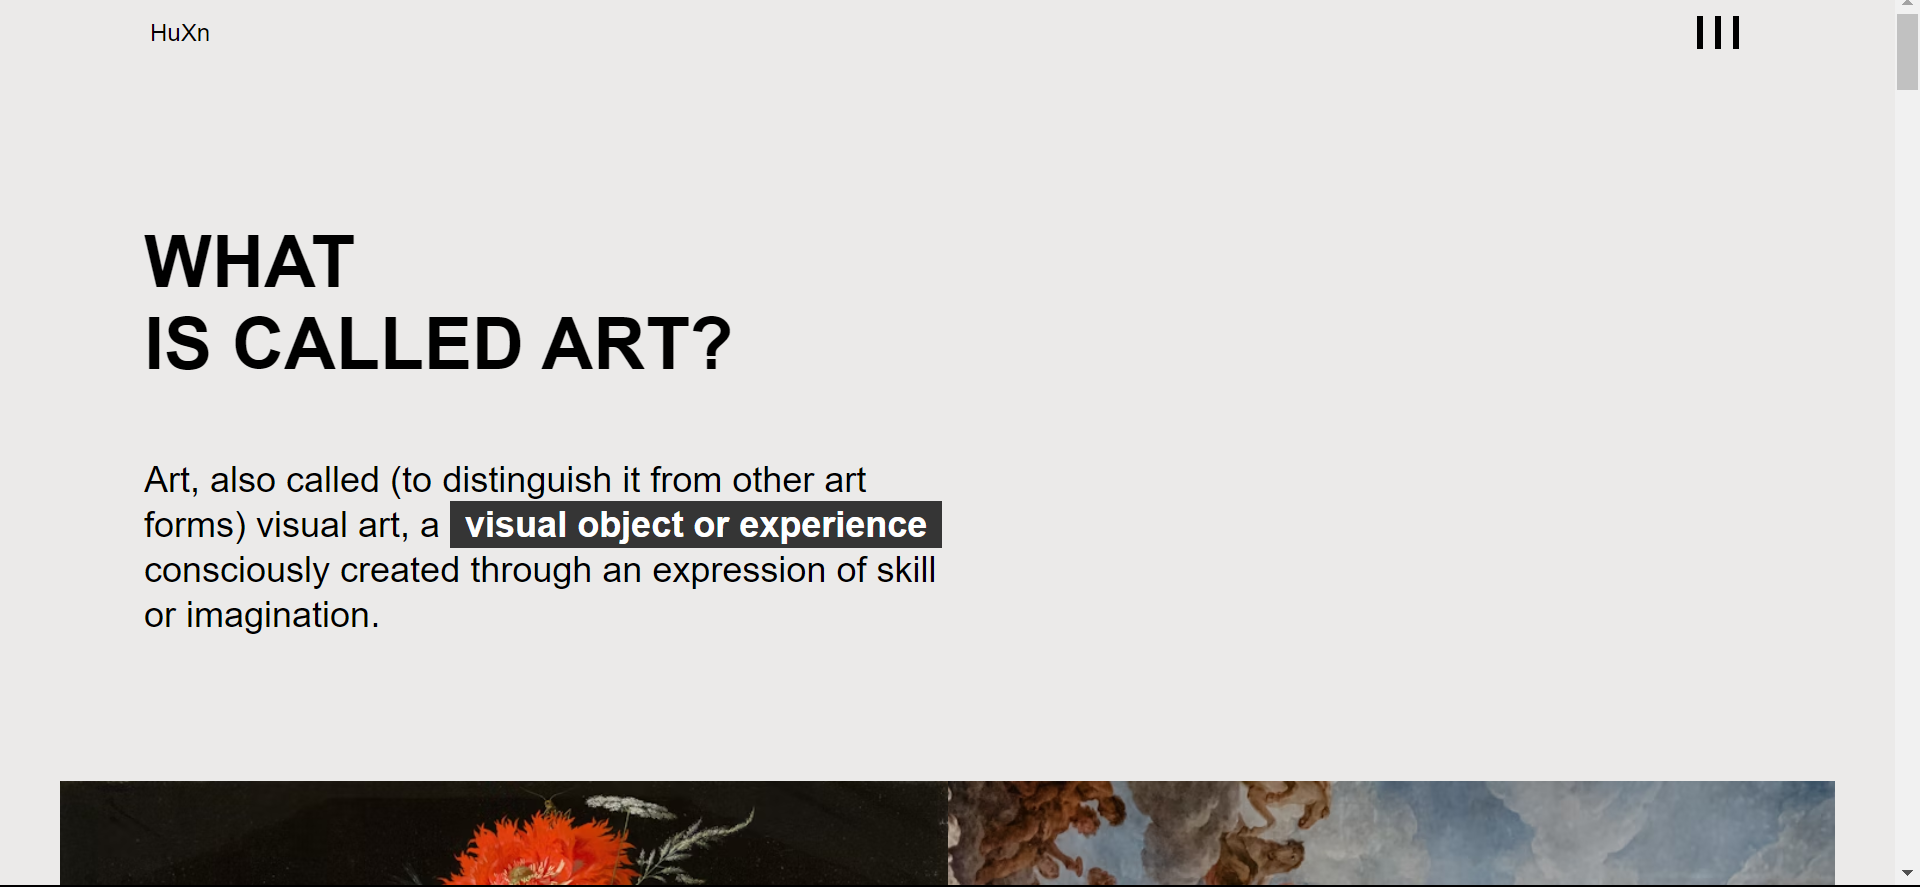 HuXn
WHAT
IS CALLED ART?
Art, also called (to distinguish it from other art
forms) visual art, a visual object or experience
consciously created through an expression of skill
or imagination.